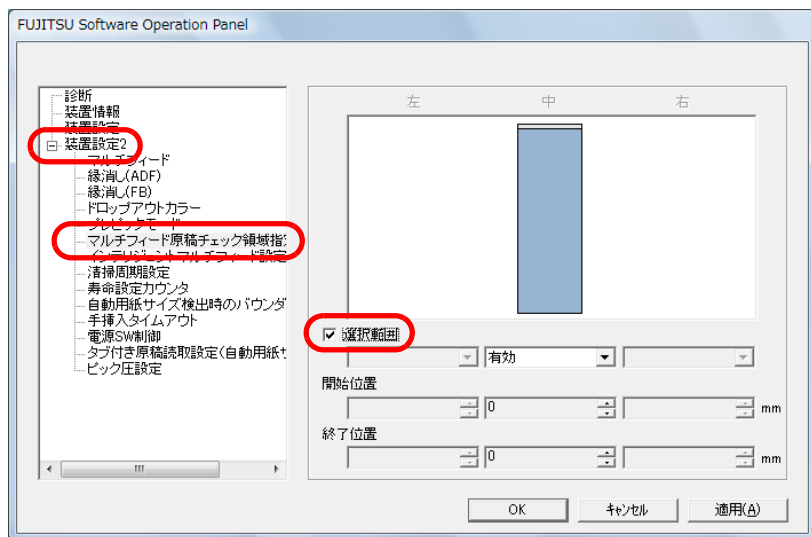 FUJITSU Software Operation Panel
診断
装置情報
装置設定
装置設定2
マルチフィード
縁消し(ADF)
縁消し(FB)
ドロップアウトカラー
プレピックモード
マルチフィード原稿チェック領域指
インテリジェントマルチフィード設定
清掃周期設定
寿命設定カウンタ
自動用紙サイズ検出時のバウンダ
手挿入タイムアウト
電源SW制御
タブ付き原稿読取設定(自動用紙サ
ピック圧設定
左 中 右
選択範囲
有効
開始位置
0 mm
終了位置
0 mm
OK キャンセル 適用(A)